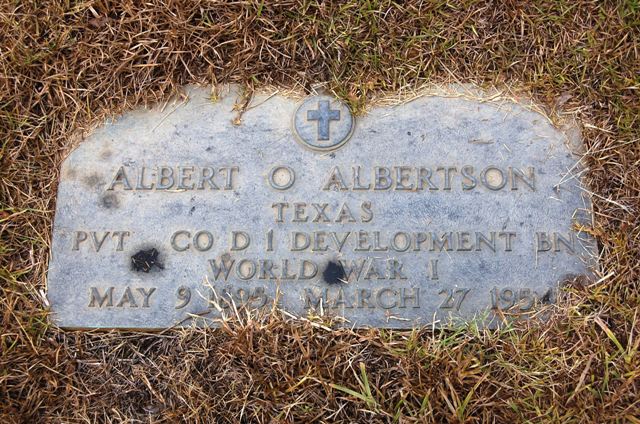 ALBERT O ALBERTSON
TEXAS
PVT CO D 1 DEVELOPMENT BN
WORLD WAR I
MAY 9 MARCH 27